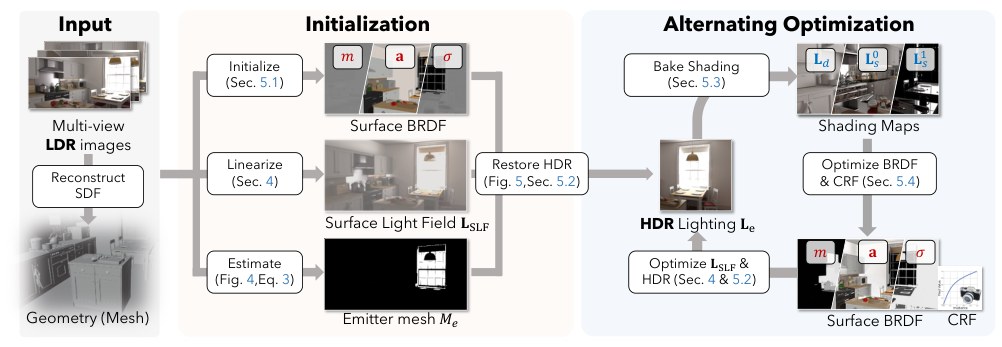 Input
Multi-view
LDR images
Reconstruct
SDF
Geometry (Mesh)
Initialization
Initialize
(Sec. 5.1)
m a σ
Surface BRDF
Linearize
(Sec. 4)
Surface Light Field L_SLF
Estimate
(Fig. 4,Eq. 3)
Emitter mesh M_e
Restore HDR
(Fig. 5,Sec. 5.2)
Alternating Optimization
Bake Shading
(Sec. 5.3)
L_d L_s^0 L_s^1
Shading Maps
HDR Lighting L_e
Optimize BRDF
& CRF (Sec. 5.4)
Optimize L_SLF &
HDR (Sec. 4 & 5.2)
m a σ
Surface BRDF
CRF